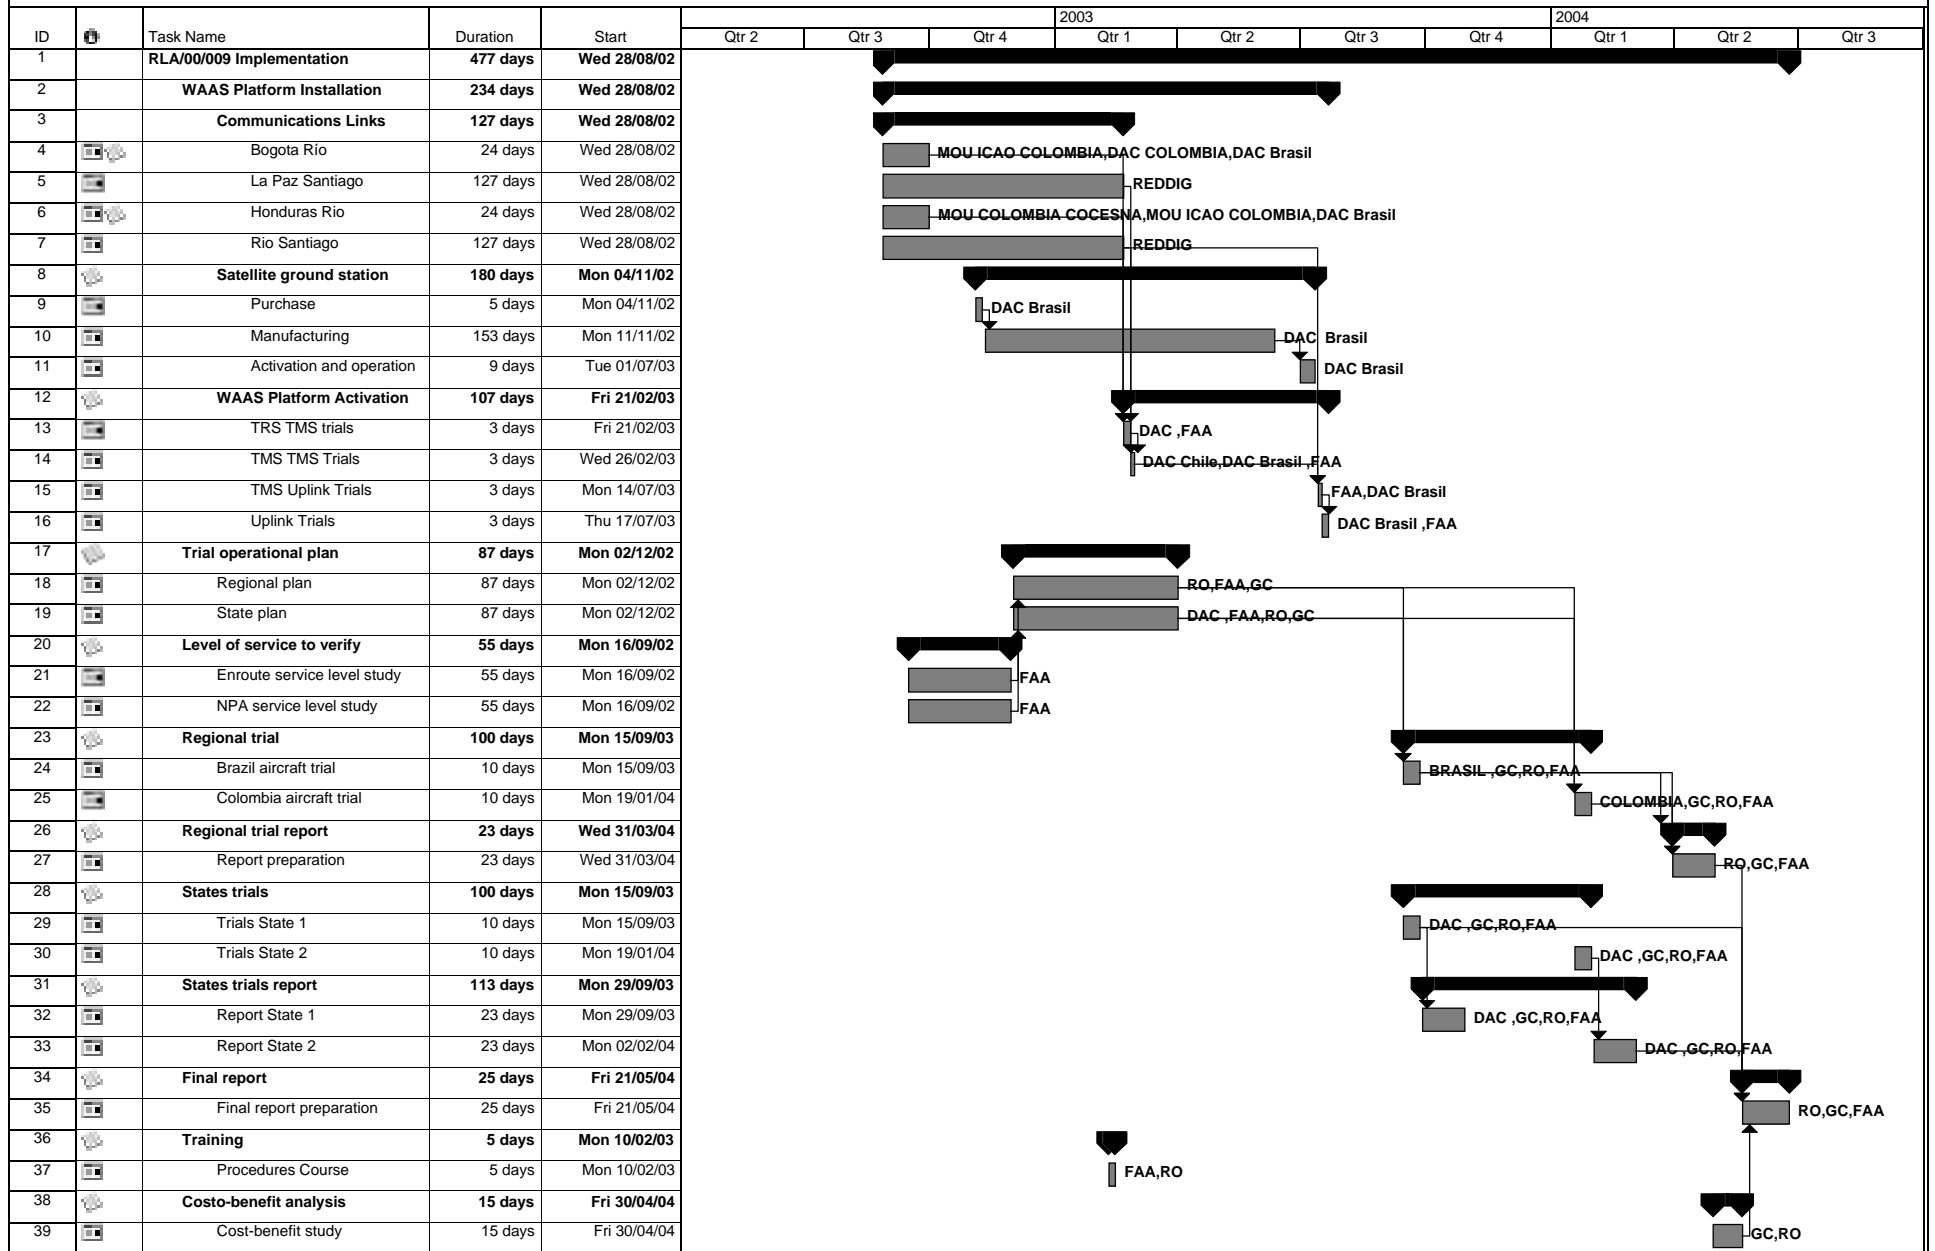 2003 2004
ID Task Name Duration Start Qtr 2 Qtr 3 Qtr 4 Qtr 1 Qtr 2 Qtr 3 Qtr 4 Qtr 1 Qtr 2 Qtr 3
1 RLA/00/009 Implementation 477 days Wed 28/08/02
2 WAAS Platform Installation 234 days Wed 28/08/02
3 Communications Links 127 days Wed 28/08/02
4 Bogota Río 24 days Wed 28/08/02 MOU ICAO COLOMBIA,DAC COLOMBIA,DAC Brasil
5 La Paz Santiago 127 days Wed 28/08/02 REDDIG
6 Honduras Rio 24 days Wed 28/08/02 MOU COLOMBIA COCESNA,MOU ICAO COLOMBIA,DAC Brasil
7 Rio Santiago 127 days Wed 28/08/02 REDDIG
8 Satellite ground station 180 days Mon 04/11/02
9 Purchase 5 days Mon 04/11/02 DAC Brasil
10 Manufacturing 153 days Mon 11/11/02 DAC Brasil
11 Activation and operation 9 days Tue 01/07/03 DAC Brasil
12 WAAS Platform Activation 107 days Fri 21/02/03
13 TRS TMS trials 3 days Fri 21/02/03 DAC ,FAA
14 TMS TMS Trials 3 days Wed 26/02/03 DAC Chile,DAC Brasil ,FAA
15 TMS Uplink Trials 3 days Mon 14/07/03 FAA,DAC Brasil
16 Uplink Trials 3 days Thu 17/07/03 DAC Brasil ,FAA
17 Trial operational plan 87 days Mon 02/12/02
18 Regional plan 87 days Mon 02/12/02 RO,FAA,GC
19 State plan 87 days Mon 02/12/02 DAC ,FAA,RO,GC
20 Level of service to verify 55 days Mon 16/09/02
21 Enroute service level study 55 days Mon 16/09/02 FAA
22 NPA service level study 55 days Mon 16/09/02 FAA
23 Regional trial 100 days Mon 15/09/03
24 Brazil aircraft trial 10 days Mon 15/09/03 BRASIL ,GC,RO,FAA
25 Colombia aircraft trial 10 days Mon 19/01/04 COLOMBIA,GC,RO,FAA
26 Regional trial report 23 days Wed 31/03/04
27 Report preparation 23 days Wed 31/03/04 RO,GC,FAA
28 States trials 100 days Mon 15/09/03
29 Trials State 1 10 days Mon 15/09/03 DAC ,GC,RO,FAA
30 Trials State 2 10 days Mon 19/01/04 DAC ,GC,RO,FAA
31 States trials report 113 days Mon 29/09/03
32 Report State 1 23 days Mon 29/09/03 DAC ,GC,RO,FAA
33 Report State 2 23 days Mon 02/02/04 DAC ,GC,RO,FAA
34 Final report 25 days Fri 21/05/04
35 Final report preparation 25 days Fri 21/05/04 RO,GC,FAA
36 Training 5 days Mon 10/02/03
37 Procedures Course 5 days Mon 10/02/03 FAA,RO
38 Costo-benefit analysis 15 days Fri 30/04/04
39 Cost-benefit study 15 days Fri 30/04/04 GC,RO